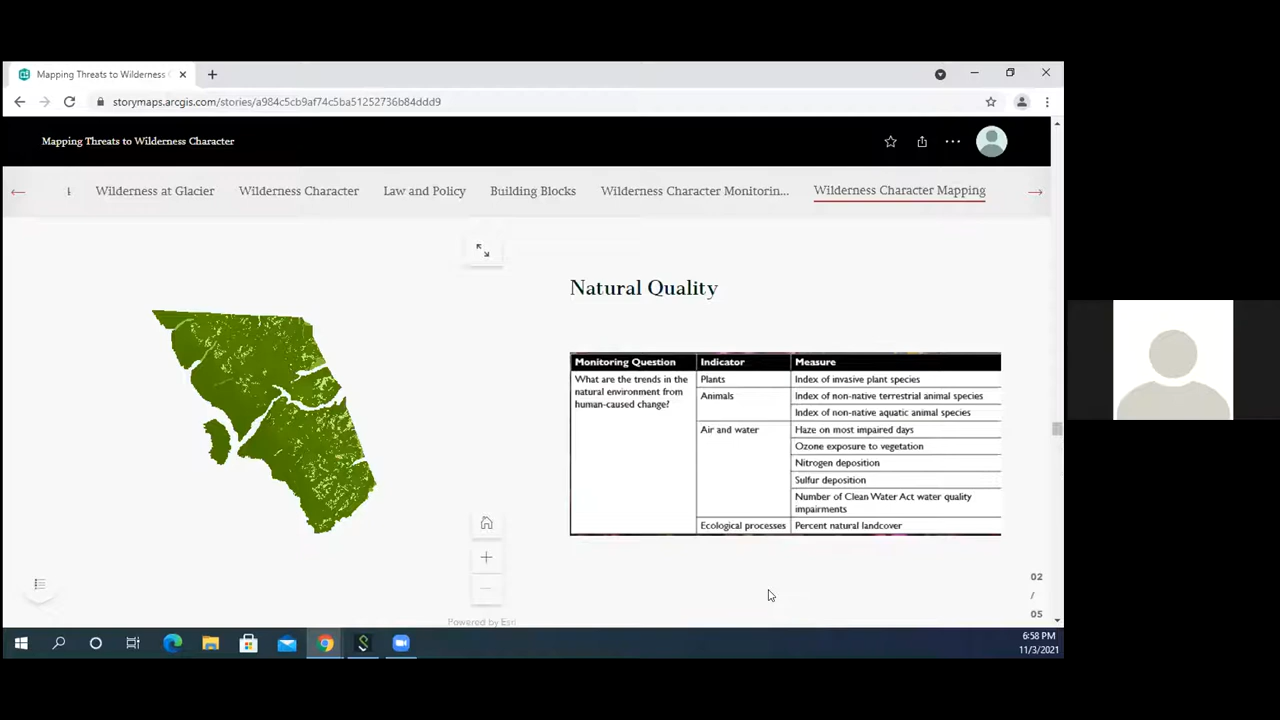 Mapping Threats to Wilderness C
storymaps.arcgis.com/stories/a984c5cb9af74c5ba51252736b84ddd9
Mapping Threats to Wilderness Character
Wilderness at Glacier
Wilderness Character
Law and Policy
Building Blocks
Wilderness Character Monitorin...
Wilderness Character Mapping
Natural Quality
Monitoring Question Indicator Measure
What are the trends in the Plants Index of invasive plant species
natural environment from Animals Index of non-native terrestrial animal species
human-caused change? Index of non-native aquatic animal species
Air and water Haze on most impaired days
Ozone exposure to vegetation
Nitrogen deposition
Sulfur deposition
Number of Clean Water Act water quality
impairments
Ecological processes Percent natural landcover
02
/
05
Powered by Esri
6:58 PM
11/3/2021